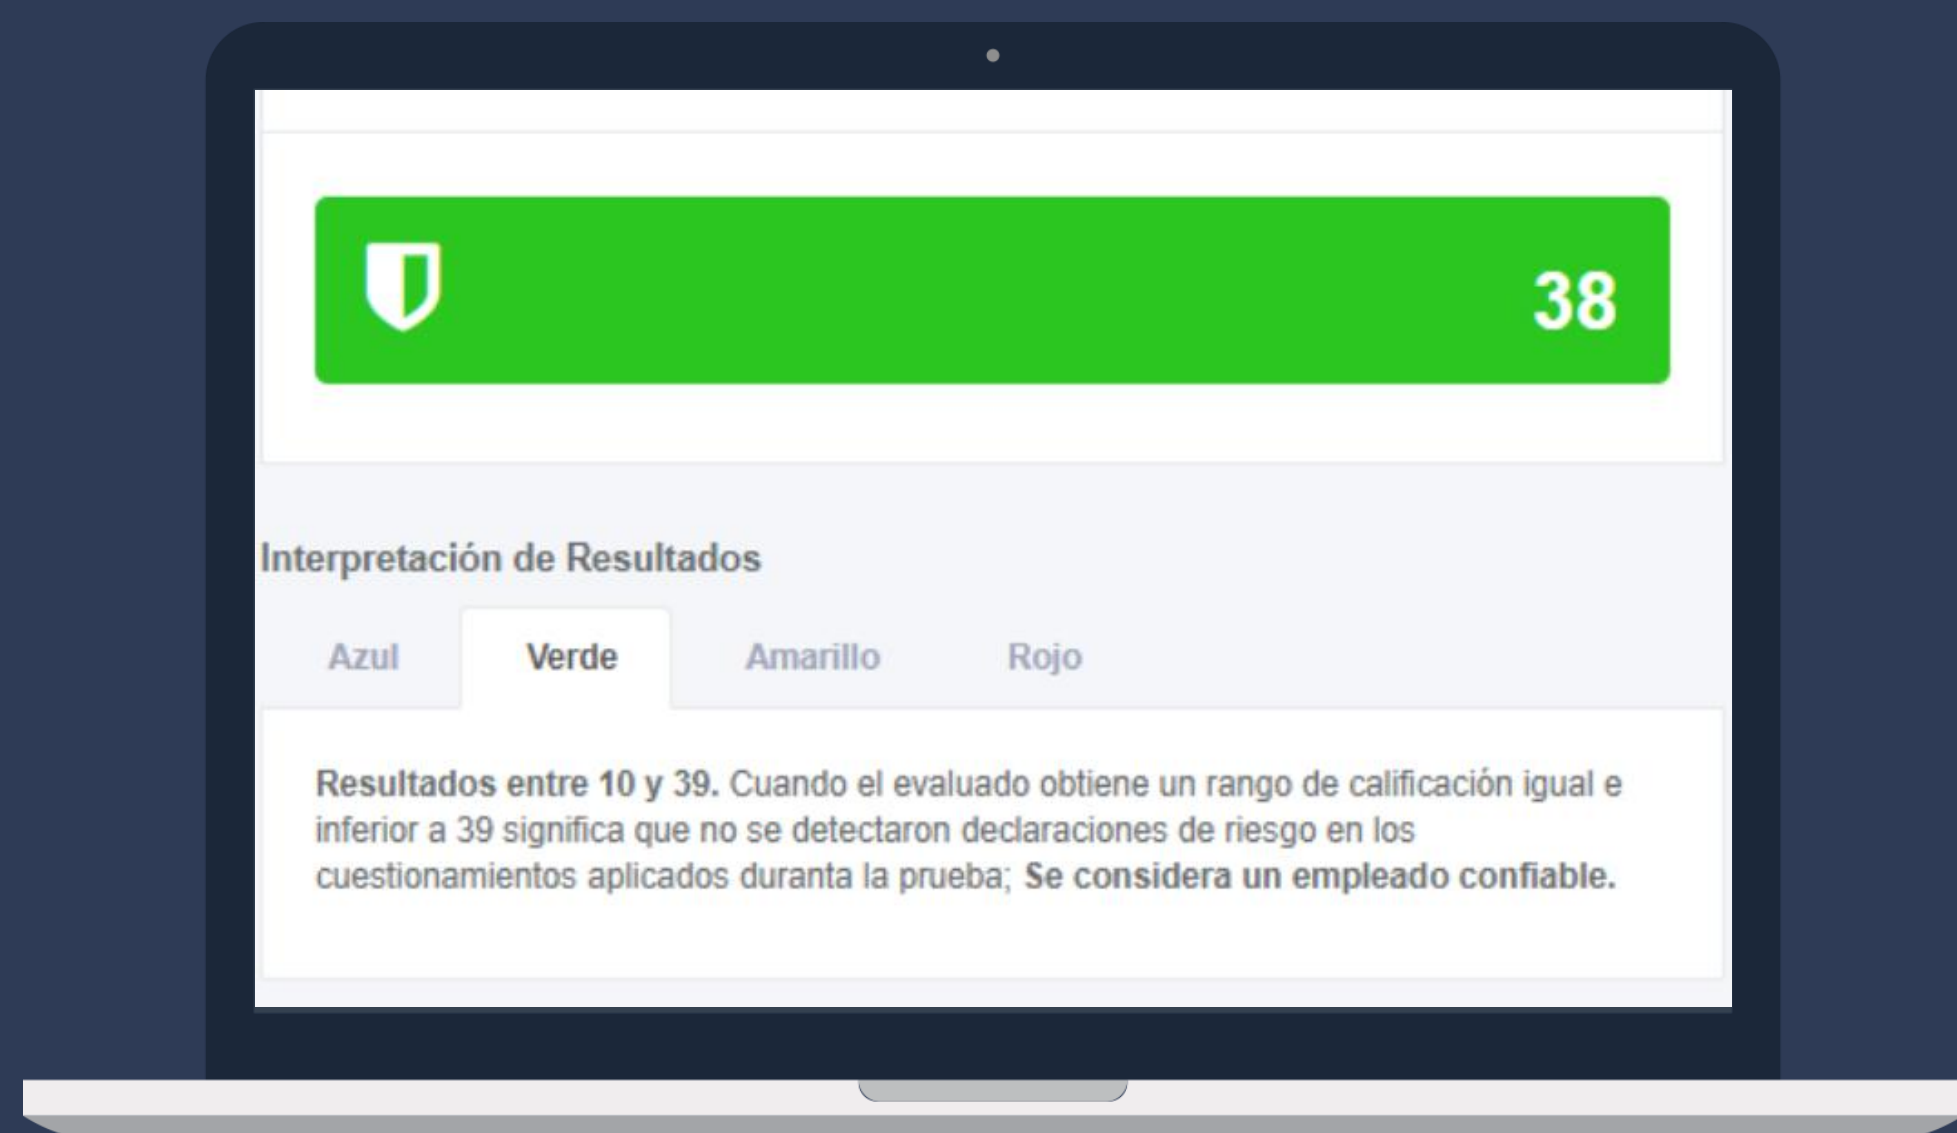 38
Interpretación de Resultados
Azul Verde Amarillo Rojo
Resultados entre 10 y 39. Cuando el evaluado obtiene un rango de calificación igual e
inferior a 39 significa que no se detectaron declaraciones de riesgo en los
cuestionamientos aplicados duranta la prueba; Se considera un empleado confiable.